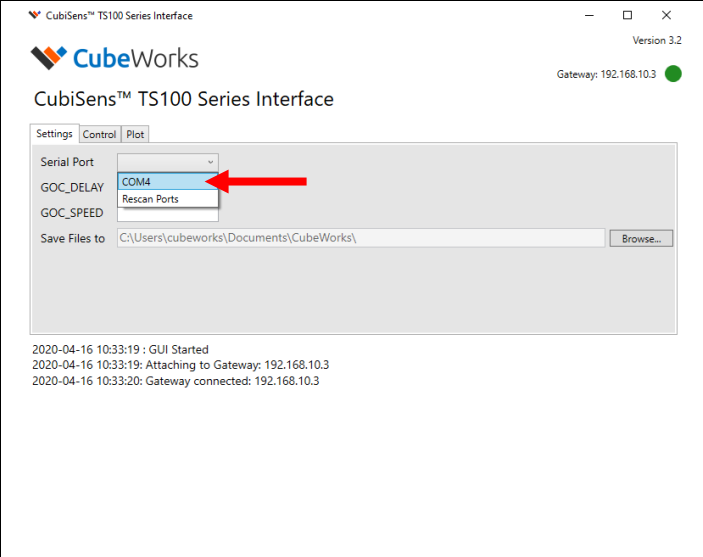 CubiSens™ TS100 Series Interface
Version 3.2
CubeWorks
Gateway: 192.168.10.3
CubiSens™ TS100 Series Interface
Settings Control Plot
Serial Port
COM4
GOC_DELAY
Rescan Ports
GOC_SPEED
Save Files to C:\Users\cubeworks\Documents\CubeWorks\ Browse...
2020-04-16 10:33:19 : GUI Started
2020-04-16 10:33:19: Attaching to Gateway: 192.168.10.3
2020-04-16 10:33:20: Gateway connected: 192.168.10.3